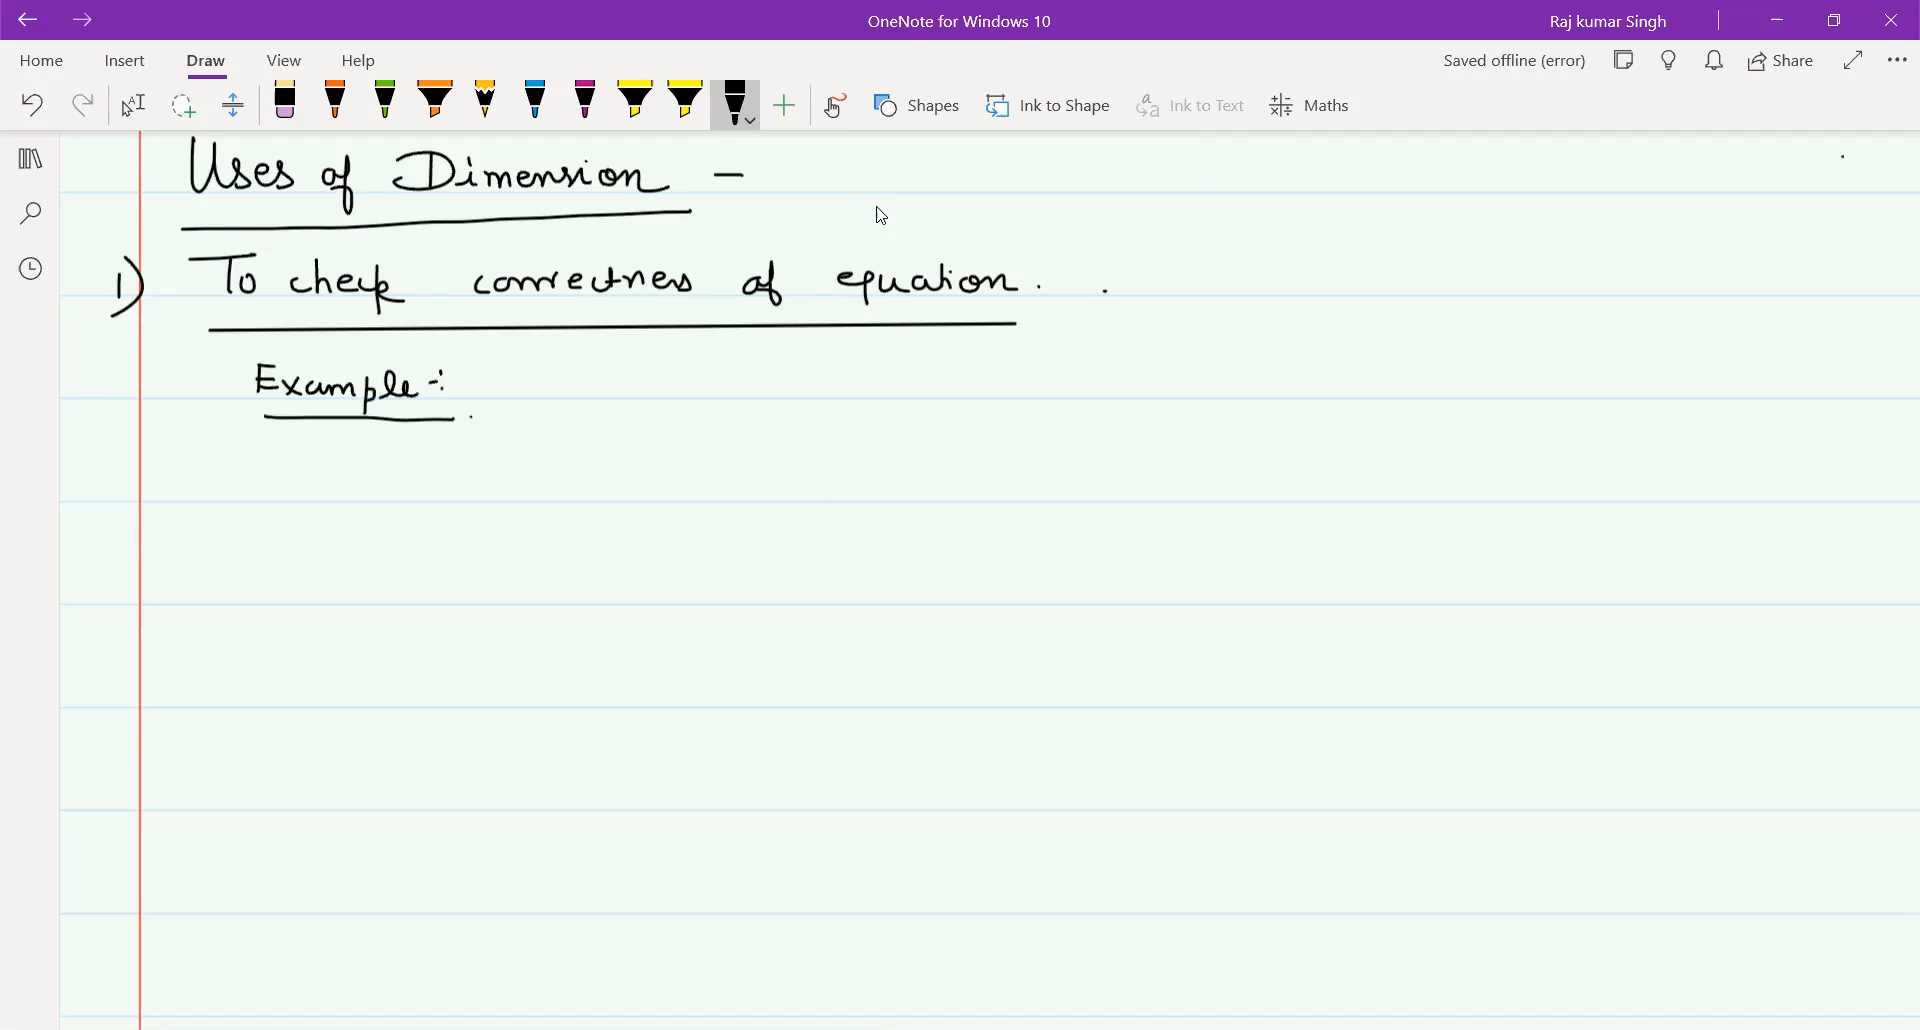 OneNote for Windows 10 Raj kumar Singh
Home Insert Draw View Help Saved offline (error) Share
Shapes Ink to Shape Ink to Text Maths
Uses of Dimension -
1) To check correctness of equation.
Example -: